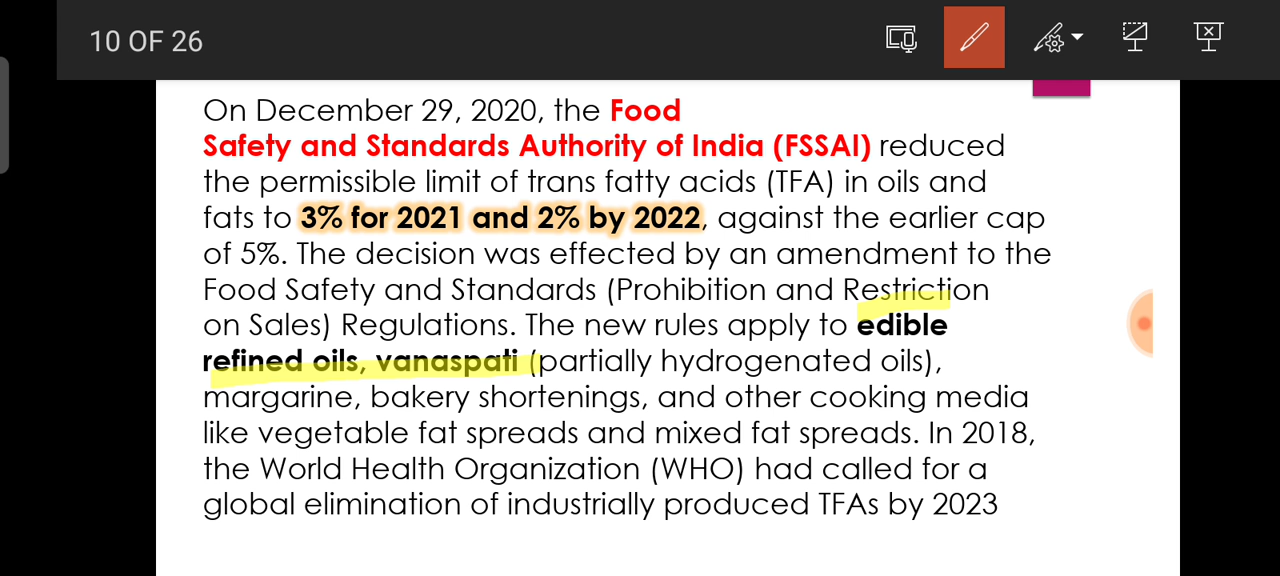 10 OF 26
On December 29, 2020, the Food
Safety and Standards Authority of India (FSSAI) reduced
the permissible limit of trans fatty acids (TFA) in oils and
fats to 3% for 2021 and 2% by 2022, against the earlier cap
of 5%. The decision was effected by an amendment to the
Food Safety and Standards (Prohibition and Restriction
on Sales) Regulations. The new rules apply to edible
refined oils, vanaspati (partially hydrogenated oils),
margarine, bakery shortenings, and other cooking media
like vegetable fat spreads and mixed fat spreads. In 2018,
the World Health Organization (WHO) had called for a
global elimination of industrially produced TFAs by 2023